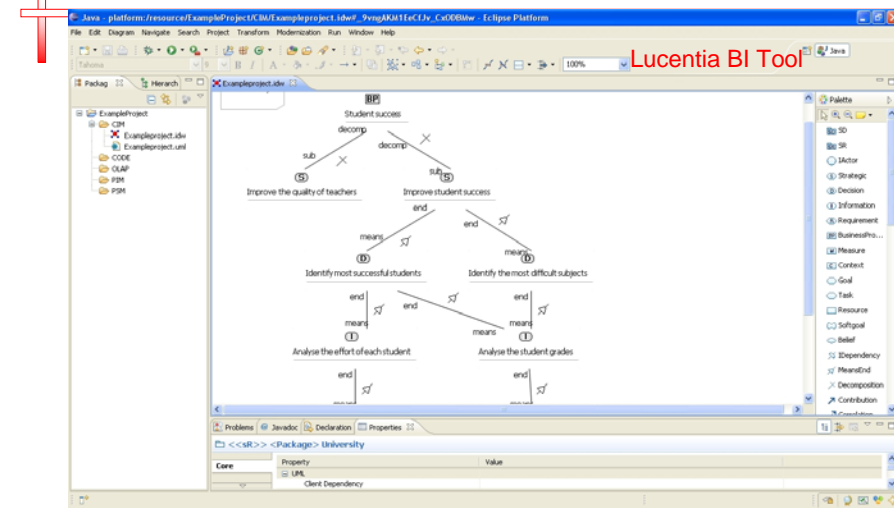 Java - platform:/resource/ExampleProject/CIM/Exampleproject.idw#_9vngAKM1EeCfJv_CxODBMw - Eclipse Platform
File Edit Diagram Navigate Search Project Transform Modernization Run Window Help
Lucentia BI Tool
Java
Tahoma
9
B I A
100%
Packag
Hierarch
Exampleproject.idw
ExampleProject
CIM
Exampleproject.idw
Exampleproject.uml
CODE
OLAP
PIM
PSM
BP
Student success
decomp
decomp
sub
sub
S
S
Improve the quality of teachers
Improve student success
end
end
means
means
D
D
Identify most successful students
Identify the most difficult subjects
end
end
end
means
means
means
I
I
Analyse the effort of each student
Analyse the student grades
end
end
Palette
SD
SR
IActor
Strategic
Decision
Information
Requirement
BusinessPro...
Measure
Context
Goal
Task
Resource
Softgoal
Belief
IDependency
MeansEnd
Decomposition
Contribution
Problems
Javadoc
Declaration
Properties
<<sR>> <Package> University
Core
Property
Value
UML
Client Dependency